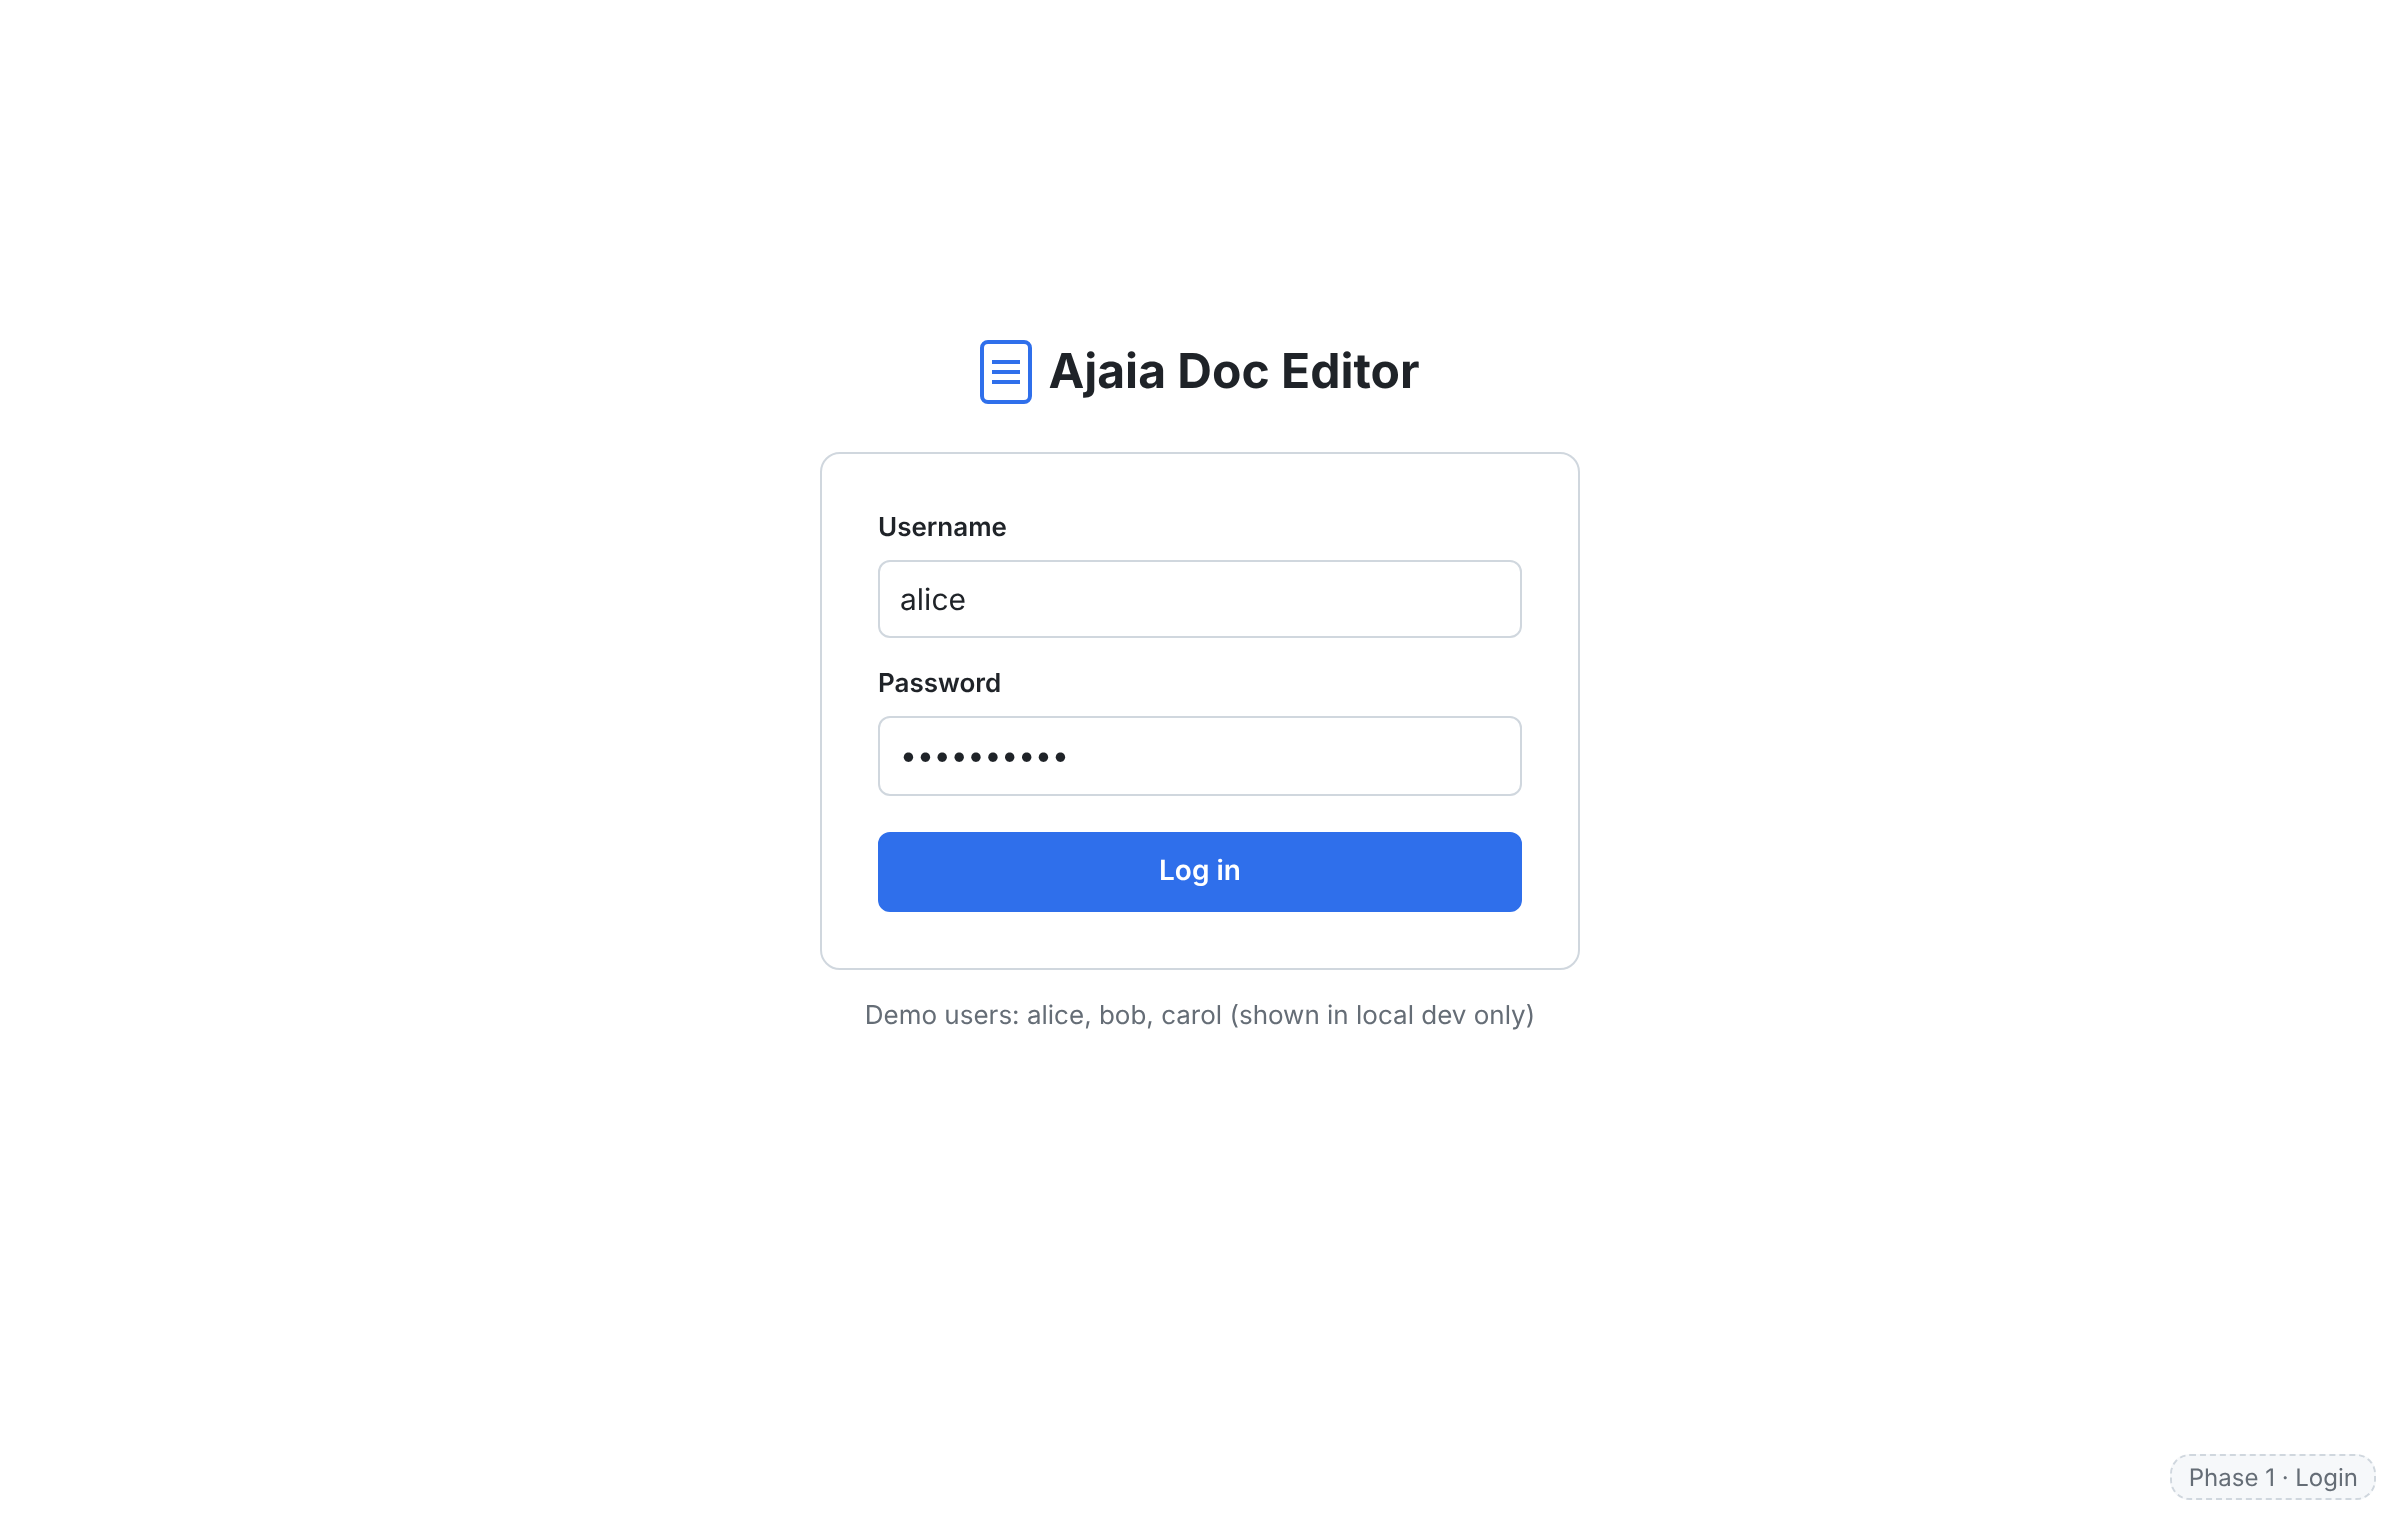 Ajaia Doc Editor
Username
alice
Password
••••••••••
Log in
Demo users: alice, bob, carol (shown in local dev only)
Phase 1 · Login